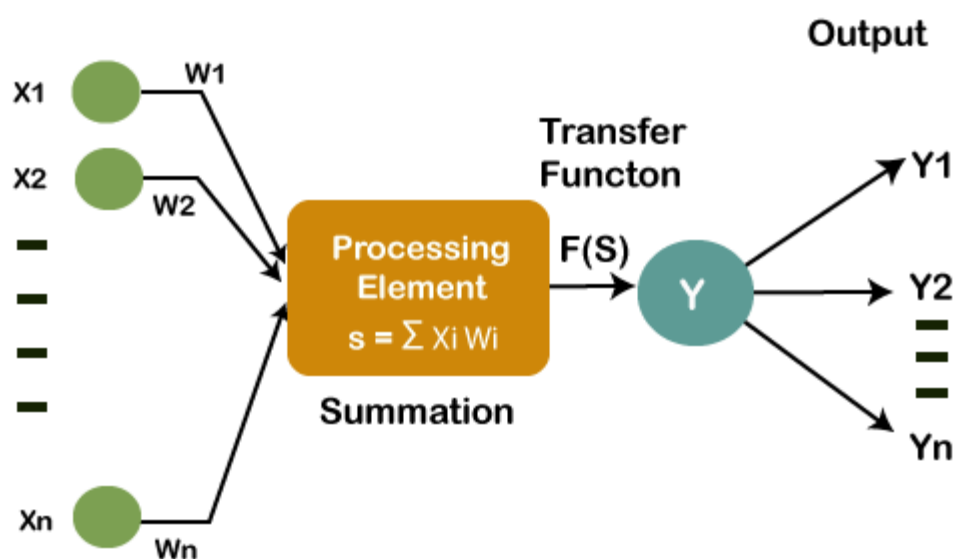 Output
X1
W1
X2
W2
Xn
Wn
Processing
Element
s = Σ Xi Wi
Summation
Transfer
Functon
F(S)
Y
Y1
Y2
Yn